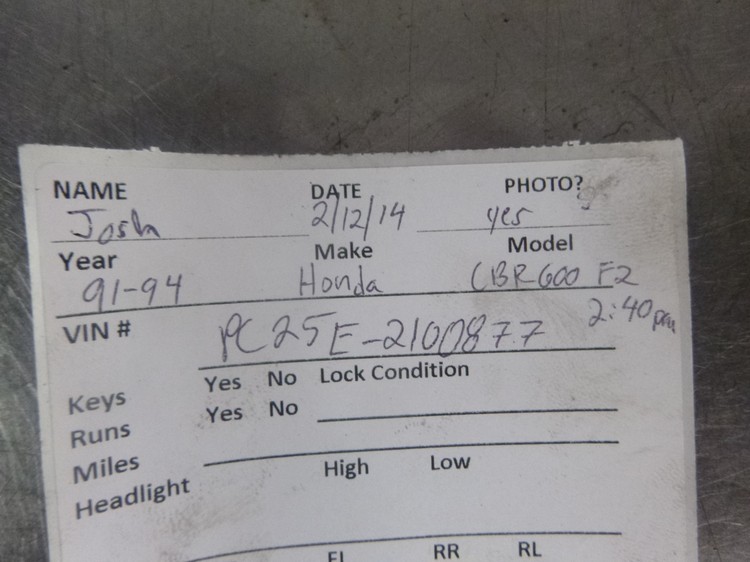 NAME DATE PHOTO?
Josh 2/12/14 yes
Year Make Model
91-94 Honda CBR600 F2
VIN # PC25E-2100877 2:40pm
Keys Yes No Lock Condition
Runs Yes No
Miles
Headlight High Low
RR RL